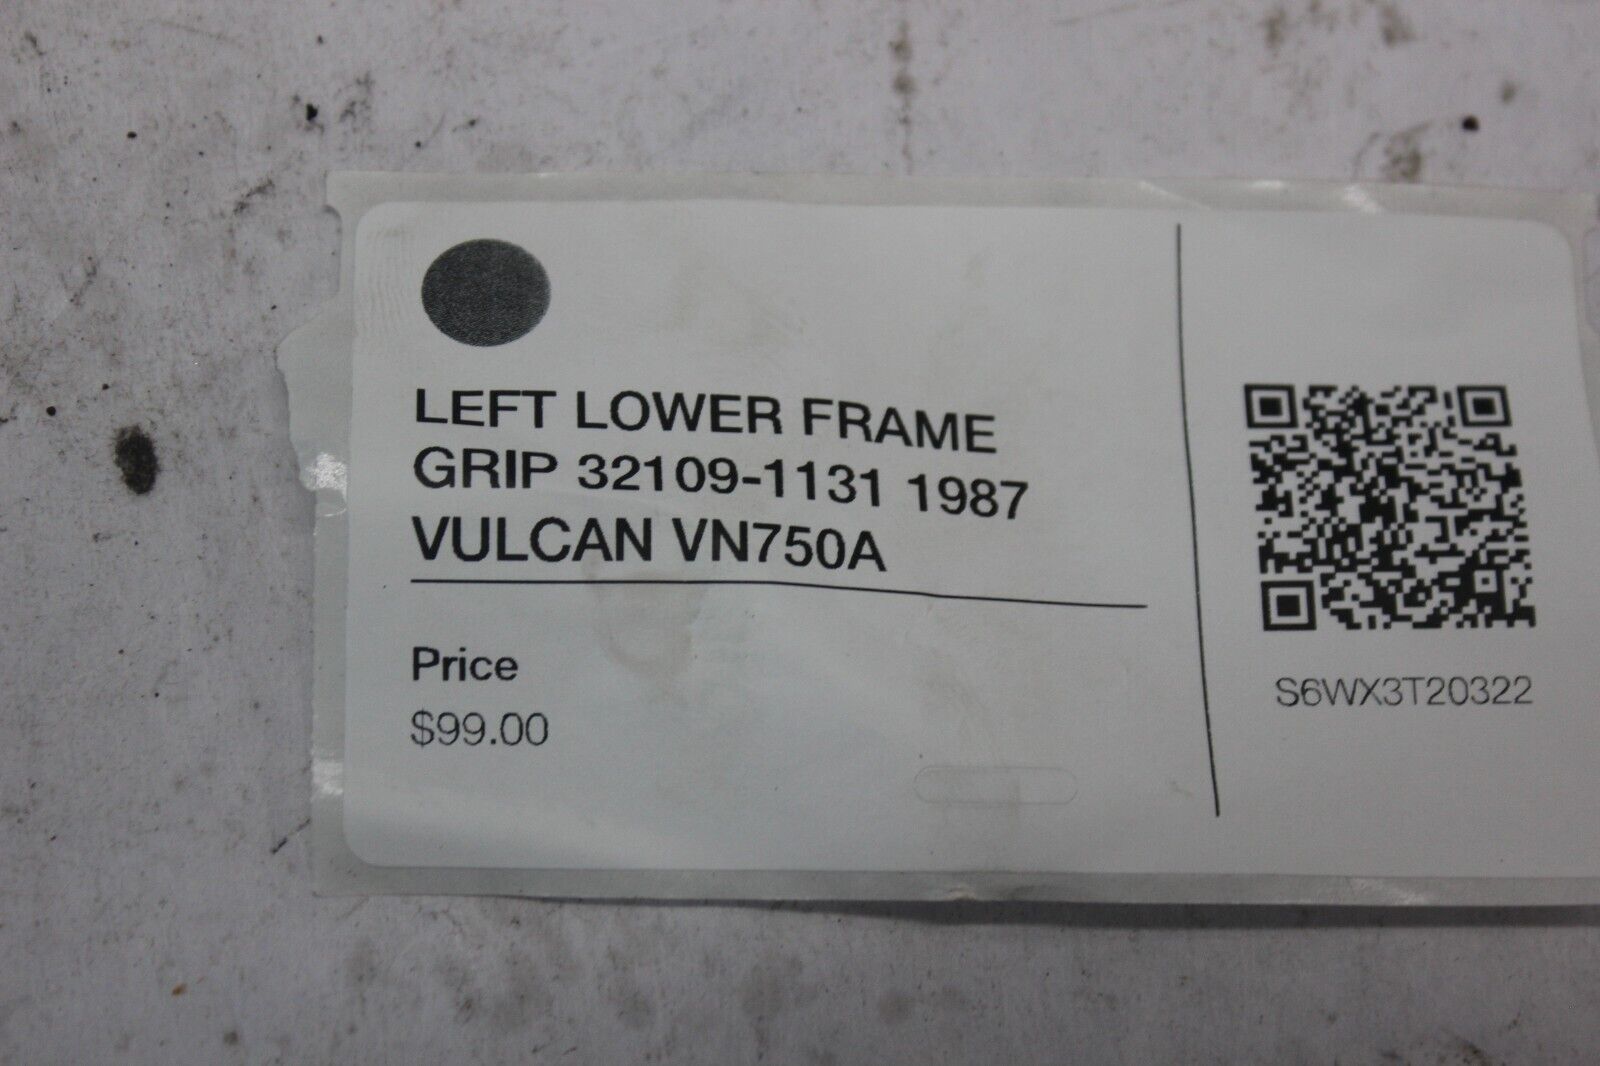 LEFT LOWER FRAME
GRIP 32109-1131 1987
VULCAN VN750A
Price
$99.00
S6WX3T20322